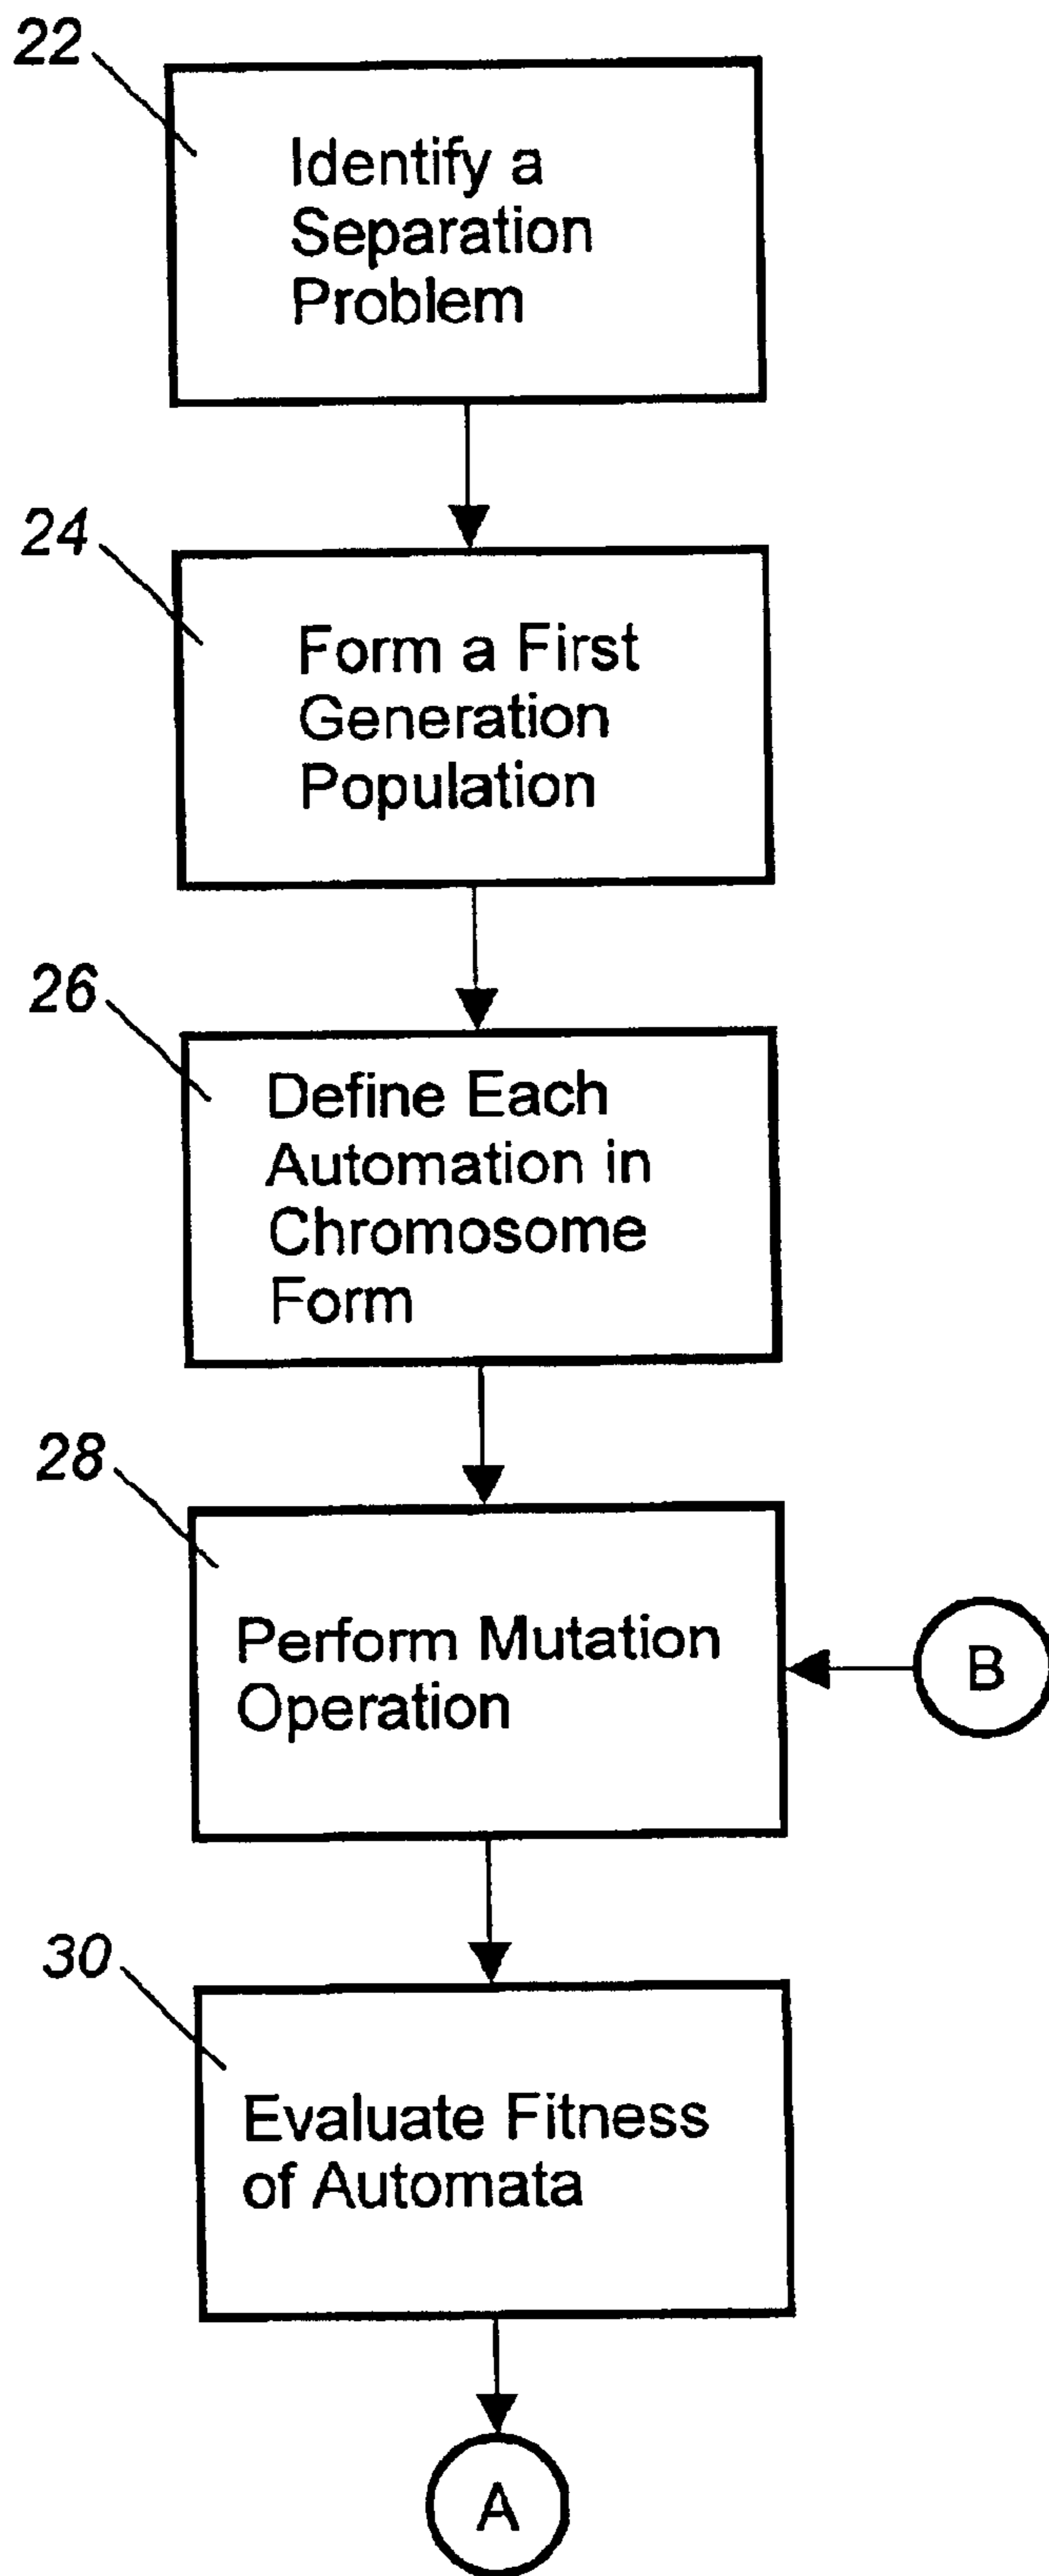 22
Identify a
Separation
Problem
24
Form a First
Generation
Population
26
Define Each
Automation in
Chromosome
Form
28
Perform Mutation
Operation
B
30
Evaluate Fitness
of Automata
A